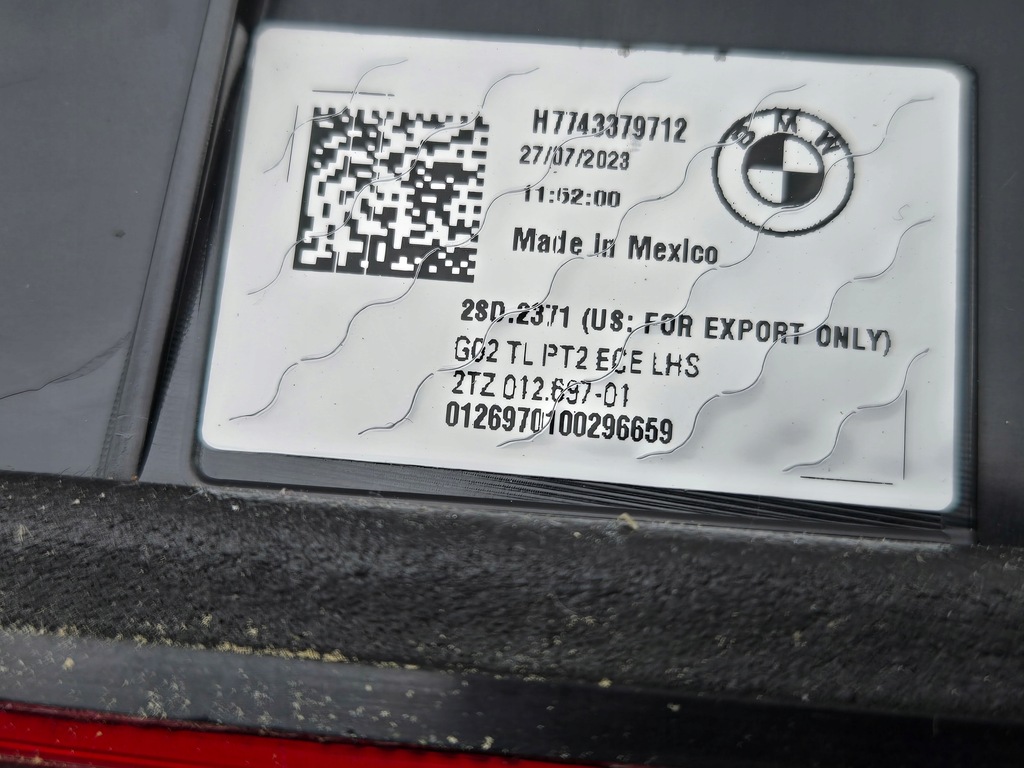 H7743379712
27/07/2023
11:52:00
BMW
Made in Mexico
2SD.2371 (US: FOR EXPORT ONLY)
G02 TL PT2 ECE LHS
2TZ 012.697-01
0126970100296659